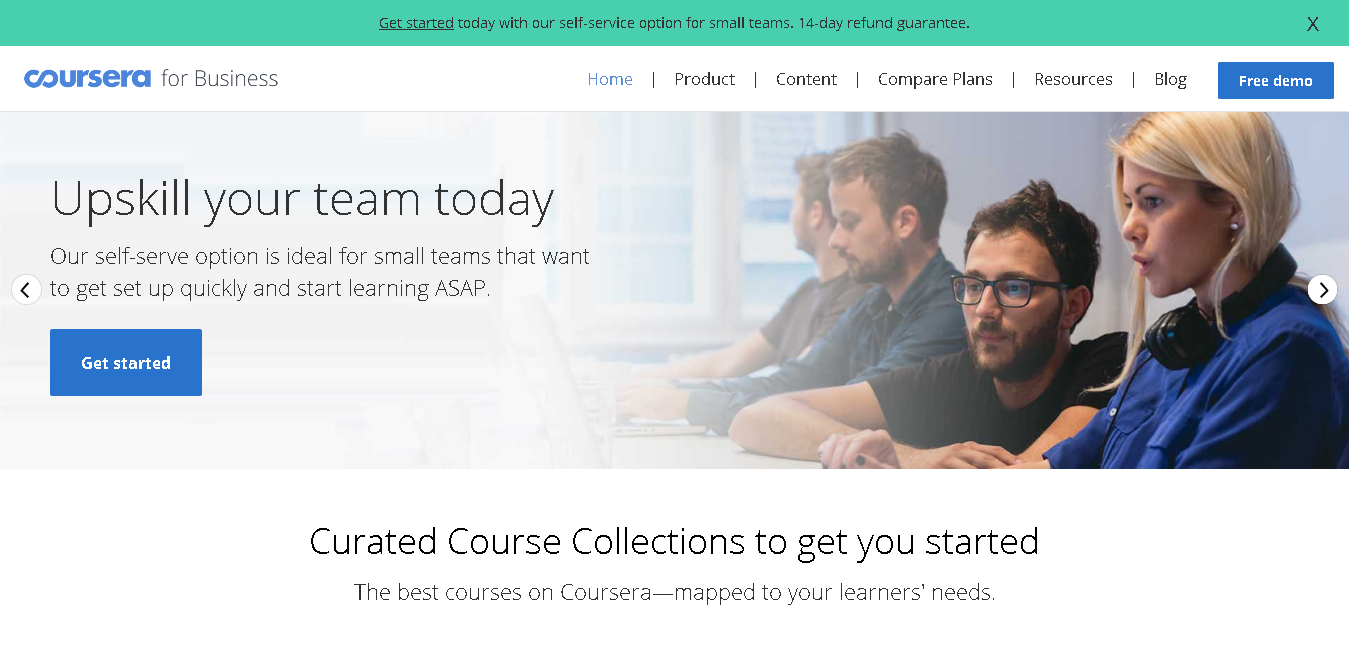 Get started today with our self-service option for small teams. 14-day refund guarantee.
X
coursera for Business
Home | Product | Content | Compare Plans | Resources | Blog
Free demo
Upskill your team today
Our self-serve option is ideal for small teams that want
to get set up quickly and start learning ASAP.
Get started
Curated Course Collections to get you started
The best courses on Coursera—mapped to your learners' needs.